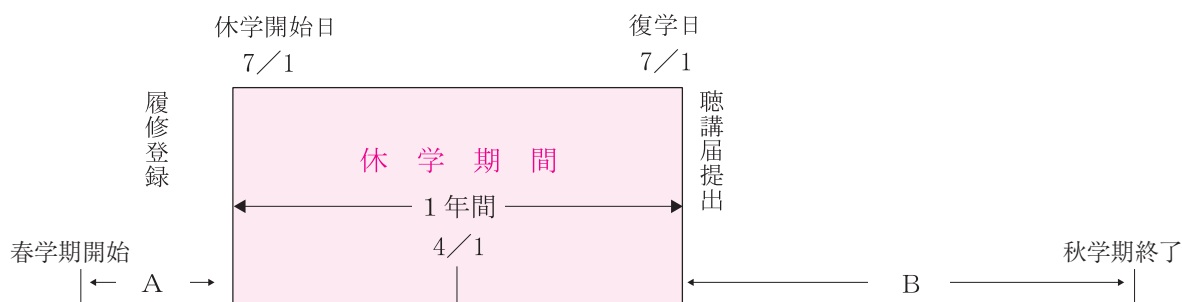 休学開始日
7／1
復学日
7／1
履修登録
聴講届提出
休学期間
1年間
4／1
春学期開始
A
B
秋学期終了